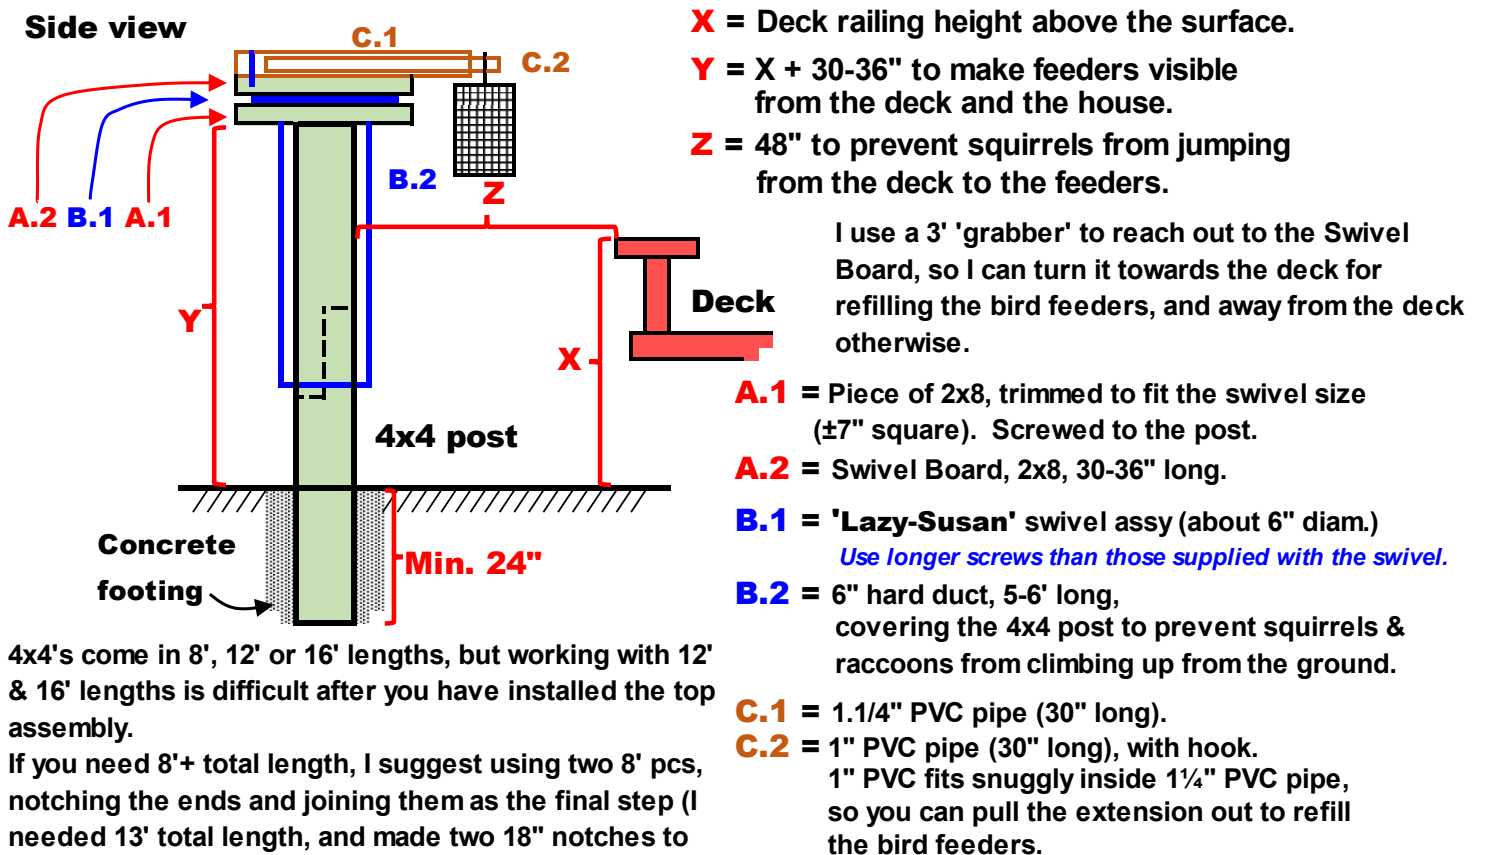 Side view
C.1
C.2
A.2 B.1 A.1
B.2
Z
Y
X
Deck
4x4 post
Concrete
footing
Min. 24"
4x4's come in 8', 12' or 16' lengths, but working with 12'
& 16' lengths is difficult after you have installed the top
assembly.
If you need 8'+ total length, I suggest using two 8' pcs,
notching the ends and joining them as the final step (I
needed 13' total length, and made two 18" notches to
X = Deck railing height above the surface.
Y = X + 30-36" to make feeders visible
from the deck and the house.
Z = 48" to prevent squirrels from jumping
from the deck to the feeders.
I use a 3' 'grabber' to reach out to the Swivel
Board, so I can turn it towards the deck for
refilling the bird feeders, and away from the deck
otherwise.
A.1 = Piece of 2x8, trimmed to fit the swivel size
(±7" square). Screwed to the post.
A.2 = Swivel Board, 2x8, 30-36" long.
B.1 = 'Lazy-Susan' swivel assy (about 6" diam.)
Use longer screws than those supplied with the swivel.
B.2 = 6" hard duct, 5-6' long,
covering the 4x4 post to prevent squirrels &
raccoons from climbing up from the ground.
C.1 = 1.1/4" PVC pipe (30" long).
C.2 = 1" PVC pipe (30" long), with hook.
1" PVC fits snuggly inside 1¼" PVC pipe,
so you can pull the extension out to refill
the bird feeders.